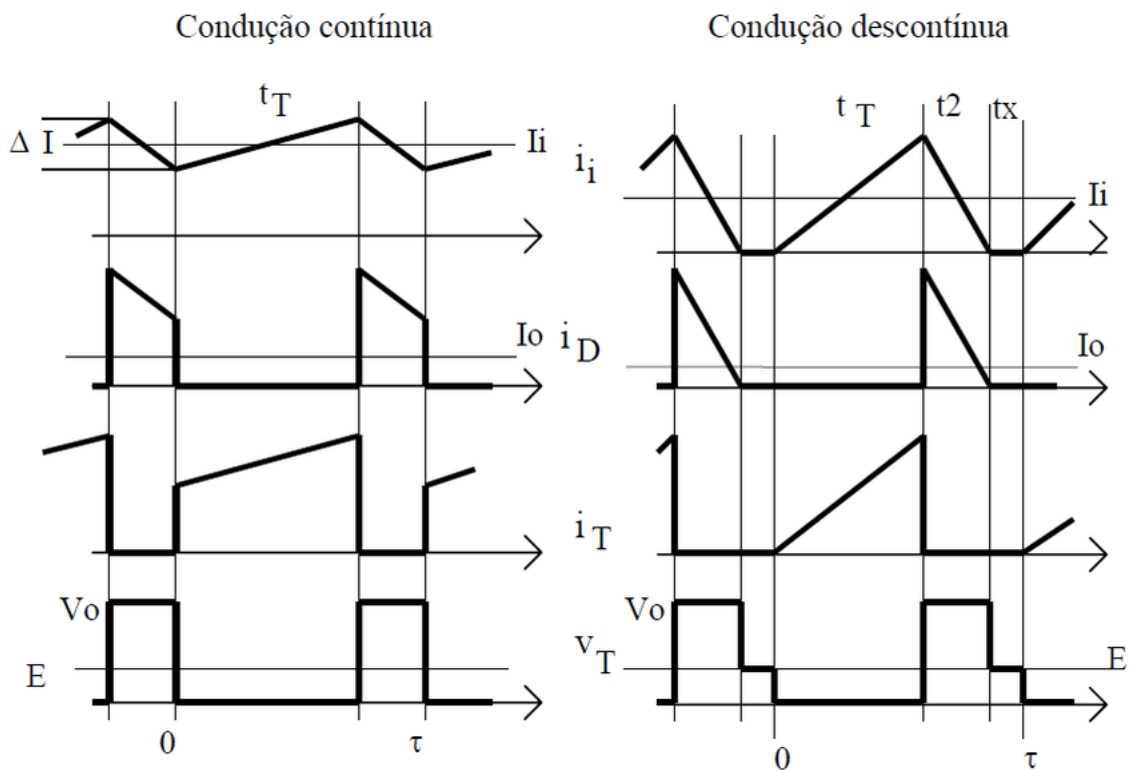 Condução contínua
Condução descontínua
t T
Δ I
Ii
t T t2 tx
i i
Ii
Io
i D
Io
i T
Vo
E
Vo
v T
E
0 τ
0 τ